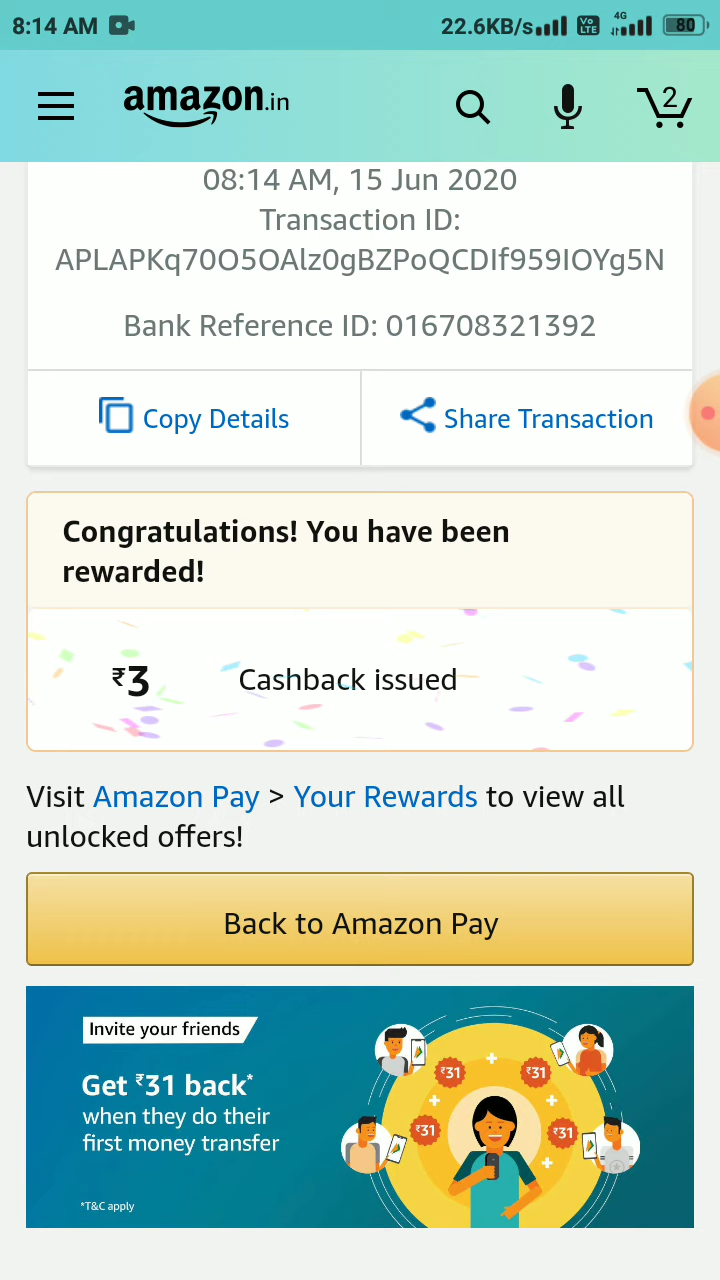 8:14 AM 22.6KB/s Vo LTE 4G 80
amazon.in 2
08:14 AM, 15 Jun 2020
Transaction ID:
APLAPKq70O5OAlz0gBZPoQCDIf959IOYg5N
Bank Reference ID: 016708321392
Copy Details Share Transaction
Congratulations! You have been
rewarded!
₹3 Cashback issued
Visit Amazon Pay > Your Rewards to view all
unlocked offers!
Back to Amazon Pay
Invite your friends
Get ₹31 back*
when they do their
first money transfer
*T&C apply
₹31 ₹31
₹31 ₹31